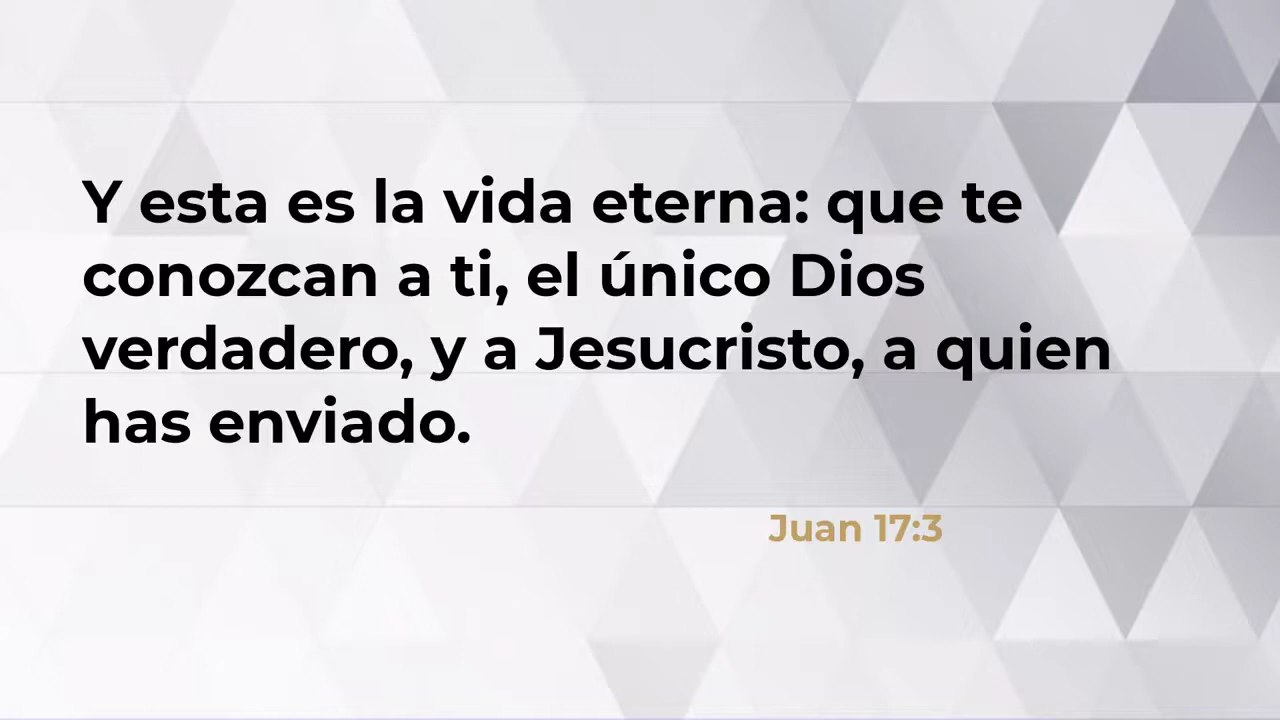 Y esta es la vida eterna: que te
conozcan a ti, el único Dios
verdadero, y a Jesucristo, a quien
has enviado.
Juan 17:3